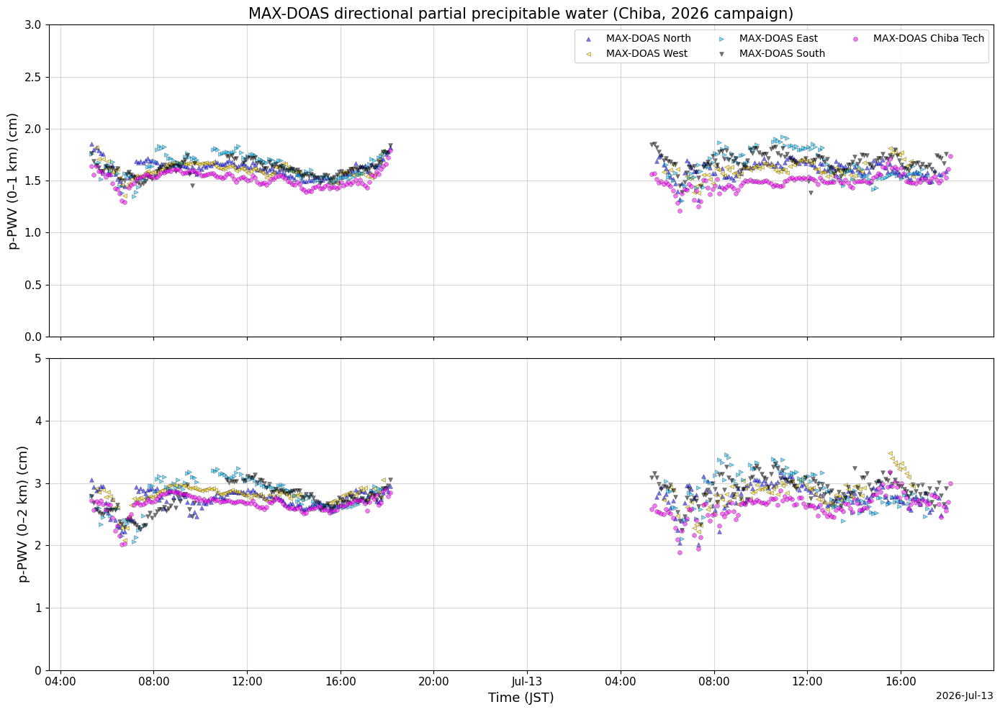 MAX-DOAS directional partial precipitable water (Chiba, 2026 campaign)
3.0
2.5
2.0
1.5
1.0
0.5
0.0
p-PWV (0–1 km) (cm)
MAX-DOAS North
MAX-DOAS West
MAX-DOAS East
MAX-DOAS South
MAX-DOAS Chiba Tech
5
4
3
2
1
0
p-PWV (0–2 km) (cm)
04:00 08:00 12:00 16:00 20:00 Jul-13 04:00 08:00 12:00 16:00
Time (JST)
2026-Jul-13